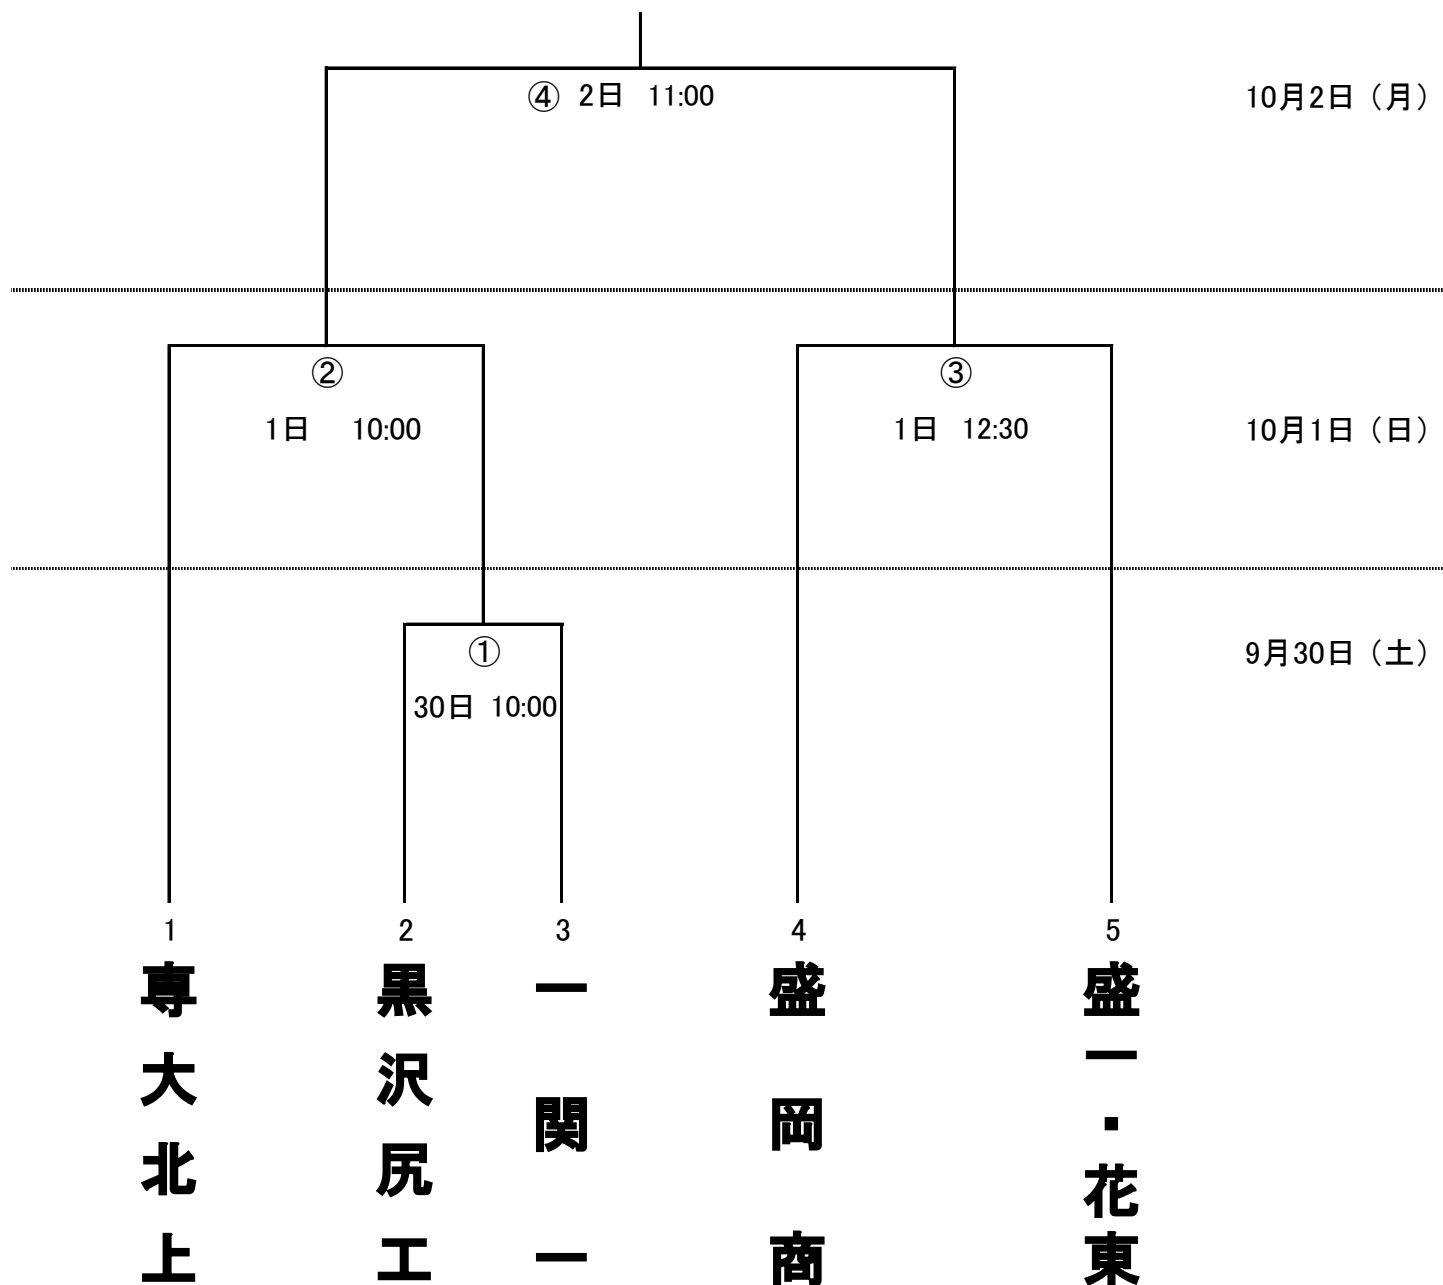 ④ 2日 11:00
10月2日（月）
②
③
1日 10:00
1日 12:30
10月1日（日）
①
9月30日（土）
30日 10:00
1
2
3
4
5
専大北上
黒沢尻工
一関一
盛岡商
盛一・花東